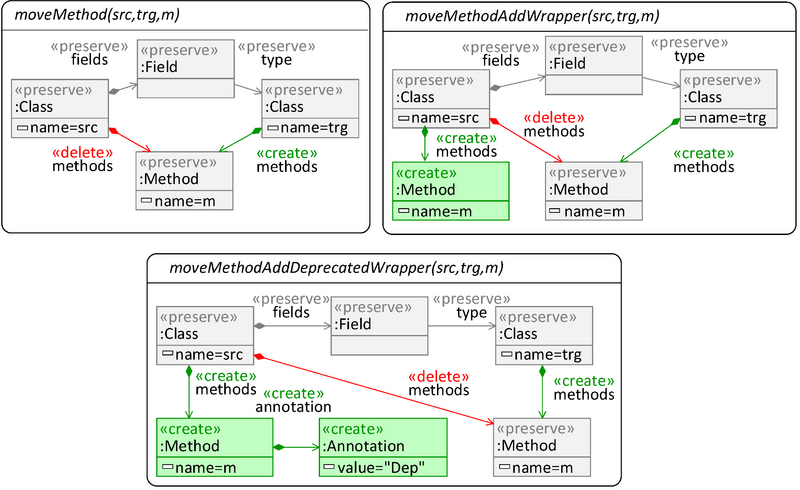 moveMethod(src,trg,m)
«preserve»
fields
«preserve»
:Field
«preserve»
type
«preserve»
:Class
name=src
«preserve»
:Class
name=trg
«delete»
methods
«create»
methods
«preserve»
:Method
name=m
moveMethodAddWrapper(src,trg,m)
«preserve»
fields
«preserve»
:Field
«preserve»
type
«preserve»
:Class
name=src
«preserve»
:Class
name=trg
«delete»
methods
«create»
methods
«create»
methods
«create»
:Method
name=m
«preserve»
:Method
name=m
moveMethodAddDeprecatedWrapper(src,trg,m)
«preserve»
fields
«preserve»
:Field
«preserve»
type
«preserve»
:Class
name=src
«preserve»
:Class
name=trg
«create»
methods
«delete»
methods
«create»
methods
«create»
annotation
«create»
:Method
name=m
«create»
:Annotation
value="Dep"
«preserve»
:Method
name=m